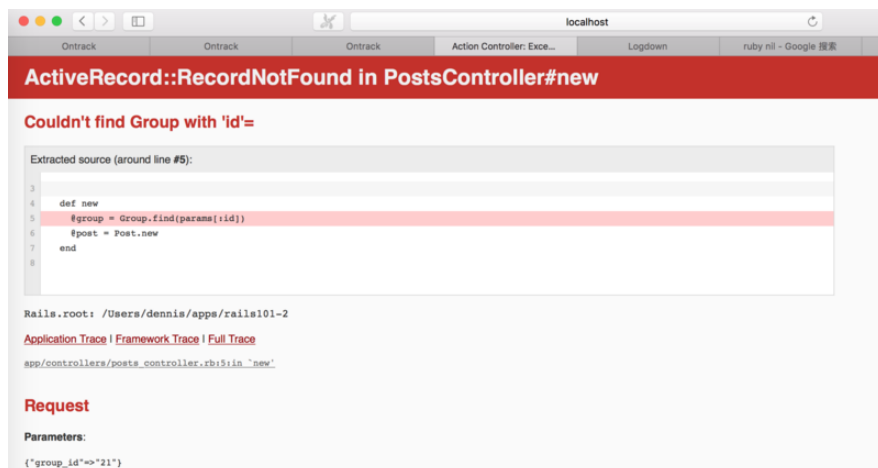 localhost
Ontrack Ontrack Ontrack Action Controller: Exce... Logdown ruby nil - Google 搜索
ActiveRecord::RecordNotFound in PostsController#new
Couldn't find Group with 'id'=
Extracted source (around line #5):
3
4 def new
5 @group = Group.find(params[:id])
6 @post = Post.new
7 end
8
Rails.root: /Users/dennis/apps/rails101-2
Application Trace | Framework Trace | Full Trace
app/controllers/posts_controller.rb:5:in `new'
Request
Parameters:
{"group_id"=>"21"}